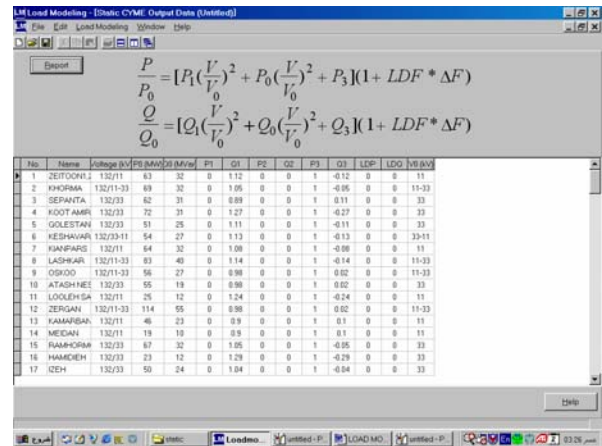 Load Modeling - [Static CYME Output Data (Untitled)]
File Edit Load Modeling Window Help
Report
P/P0 = [P1(V/V0)^2 + P0(V/V0)^2 + P3](1 + LDF * ΔF)
Q/Q0 = [Q1(V/V0)^2 + Q0(V/V0)^2 + Q3](1 + LDF * ΔF)
No. Name Voltage (kV) P0 (MW) Q0 (MVar) P1 Q1 P2 Q2 P3 Q3 LDP LDQ V0 (kV)
1 ZEITOON1, 132/11 63 32 0 1.12 0 0 1 -0.12 0 0 11
2 KHORMA 132/11-33 69 32 0 1.05 0 0 1 -0.05 0 0 11-33
3 SEPANTA 132/33 62 31 0 0.89 0 0 1 0.11 0 0 33
4 KOOT AMIR 132/33 72 31 0 1.27 0 0 1 -0.27 0 0 33
5 GOLESTAN 132/33 51 25 0 1.11 0 0 1 -0.11 0 0 33
6 KESHAVAR 132/33-11 54 27 0 1.13 0 0 1 -0.13 0 0 33-11
7 KIANPARS 132/11 64 32 0 1.08 0 0 1 -0.08 0 0 11
8 LASHKAR 132/11-33 83 40 0 1.14 0 0 1 -0.14 0 0 11-33
9 OSKOO 132/11-33 56 27 0 0.98 0 0 1 0.02 0 0 11-33
10 ATASH NES 132/33 55 19 0 0.98 0 0 1 0.02 0 0 33
11 LOOLEH SA 132/11 25 12 0 1.24 0 0 1 -0.24 0 0 11
12 ZERGAN 132/11-33 114 55 0 0.98 0 0 1 0.02 0 0 11-33
13 KAMARBAN 132/11 46 23 0 0.9 0 0 1 0.1 0 0 11
14 MEIDAN 132/11 19 10 0 0.9 0 0 1 0.1 0 0 11
15 RAMHORM 132/33 67 32 0 1.05 0 0 1 -0.05 0 0 33
16 HAMIDIEH 132/33 23 12 0 1.29 0 0 1 -0.29 0 0 33
17 IZEH 132/33 50 24 0 1.04 0 0 1 -0.04 0 0 33
Help
شروع static Loadmo... untitled - P... LOAD MO... untitled - P... 03:26